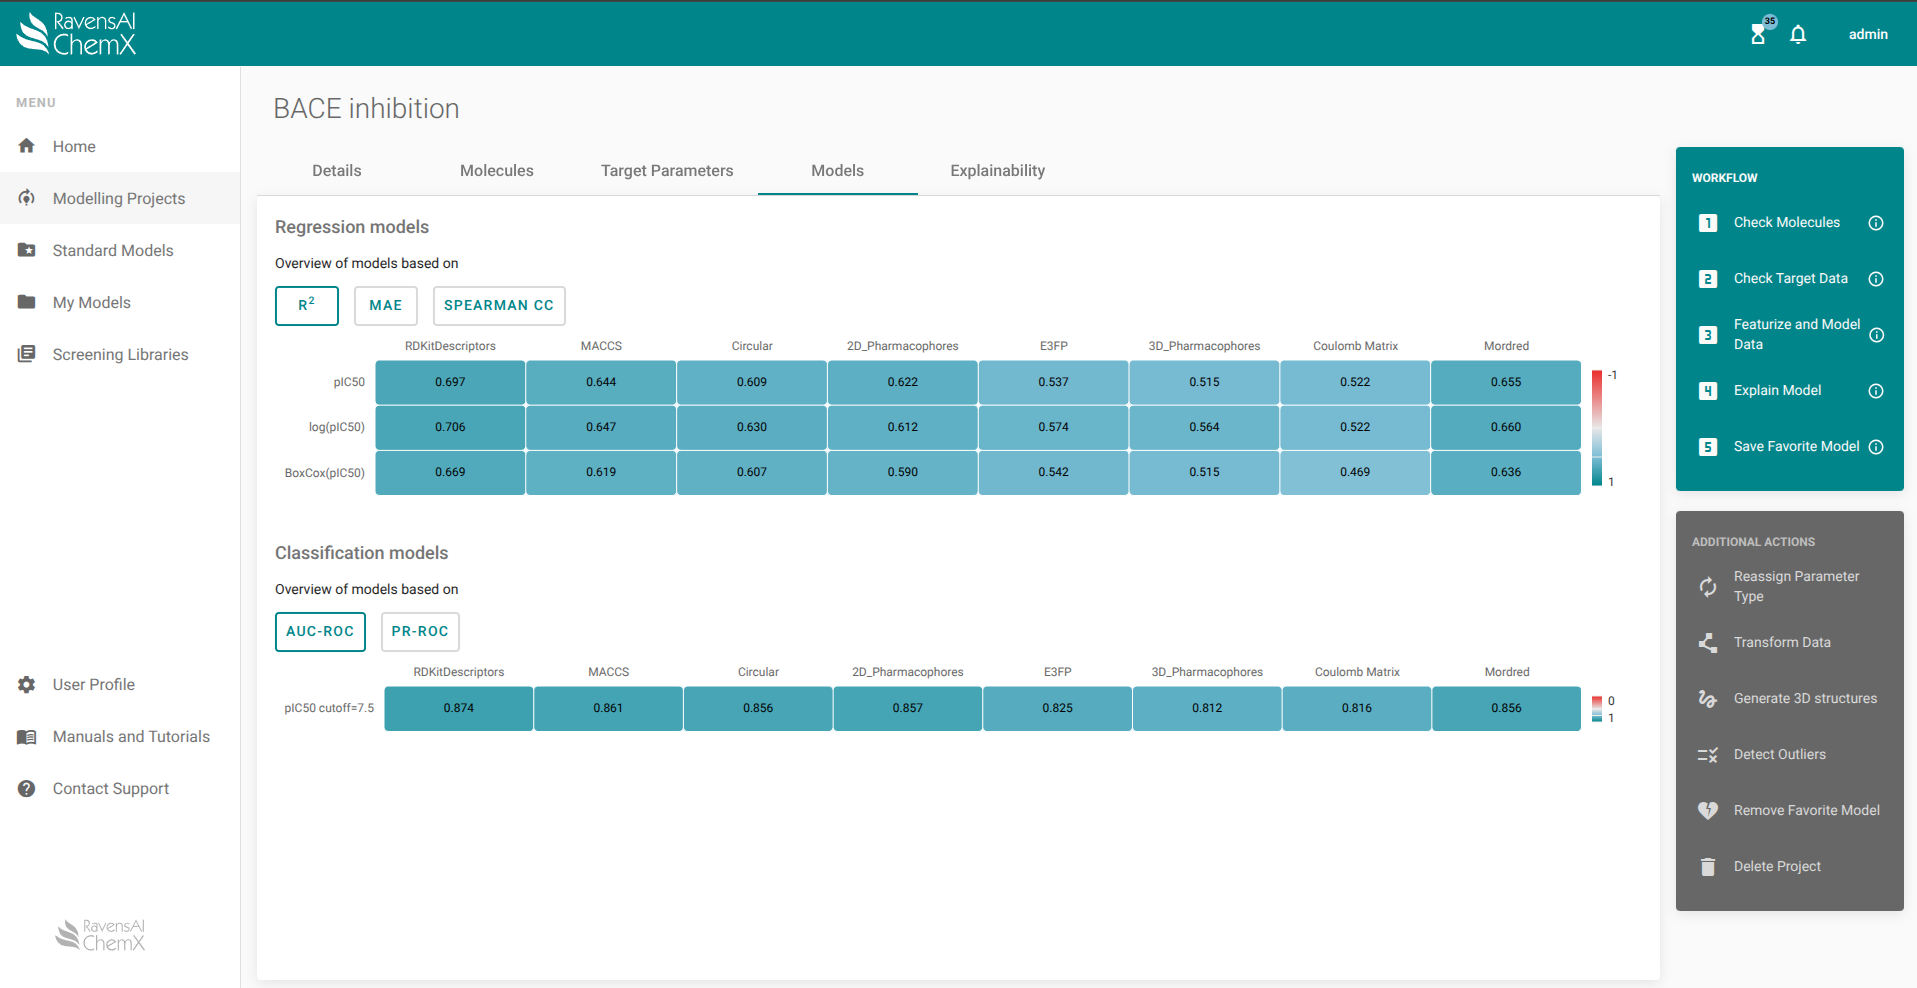 RavensAI
ChemX
35
admin
MENU
Home
Modelling Projects
Standard Models
My Models
Screening Libraries
User Profile
Manuals and Tutorials
Contact Support
RavensAI
ChemX
BACE inhibition
Details Molecules Target Parameters Models Explainability
Regression models
Overview of models based on
R² MAE SPEARMAN CC
RDKitDescriptors MACCS Circular 2D_Pharmacophores E3FP 3D_Pharmacophores Coulomb Matrix Mordred
pIC50 0.697 0.644 0.609 0.622 0.537 0.515 0.522 0.655
log(pIC50) 0.706 0.647 0.630 0.612 0.574 0.564 0.522 0.660
BoxCox(pIC50) 0.669 0.619 0.607 0.590 0.542 0.515 0.469 0.636
-1
1
Classification models
Overview of models based on
AUC-ROC PR-ROC
RDKitDescriptors MACCS Circular 2D_Pharmacophores E3FP 3D_Pharmacophores Coulomb Matrix Mordred
pIC50 cutoff=7.5 0.874 0.861 0.856 0.857 0.825 0.812 0.816 0.856
0
1
WORKFLOW
1 Check Molecules
2 Check Target Data
3 Featurize and Model
Data
4 Explain Model
5 Save Favorite Model
ADDITIONAL ACTIONS
Reassign Parameter
Type
Transform Data
Generate 3D structures
Detect Outliers
Remove Favorite Model
Delete Project